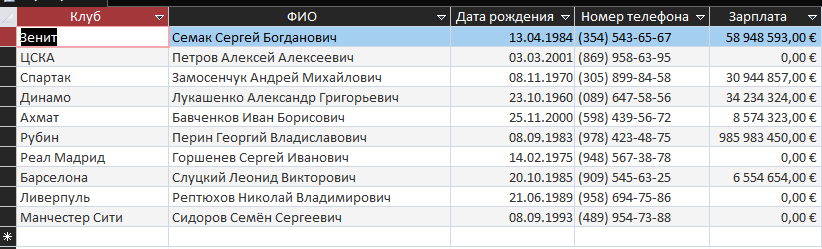 Клуб ФИО Дата рождения Номер телефона Зарплата
Зенит Семак Сергей Богданович 13.04.1984 (354) 543-65-67 58 948 593,00 €
ЦСКА Петров Алексей Алексеевич 03.03.2001 (869) 958-63-95 0,00 €
Спартак Замосенчук Андрей Михайлович 08.11.1970 (305) 899-84-58 30 944 857,00 €
Динамо Лукашенко Александр Григорьевич 23.10.1960 (089) 647-58-56 34 234 324,00 €
Ахмат Бавченков Иван Борисович 25.11.2000 (598) 439-56-72 8 574 323,00 €
Рубин Перин Георгий Владиславович 08.09.1983 (978) 423-48-75 985 983 450,00 €
Реал Мадрид Горшенев Сергей Иванович 14.02.1975 (948) 567-38-78 0,00 €
Барселона Слуцкий Леонид Викторович 20.10.1985 (909) 545-63-25 6 554 654,00 €
Ливерпуль Рептюхов Николай Владимирович 21.06.1989 (958) 694-75-86 0,00 €
Манчестер Сити Сидоров Семён Сергеевич 08.09.1993 (489) 954-73-88 0,00 €